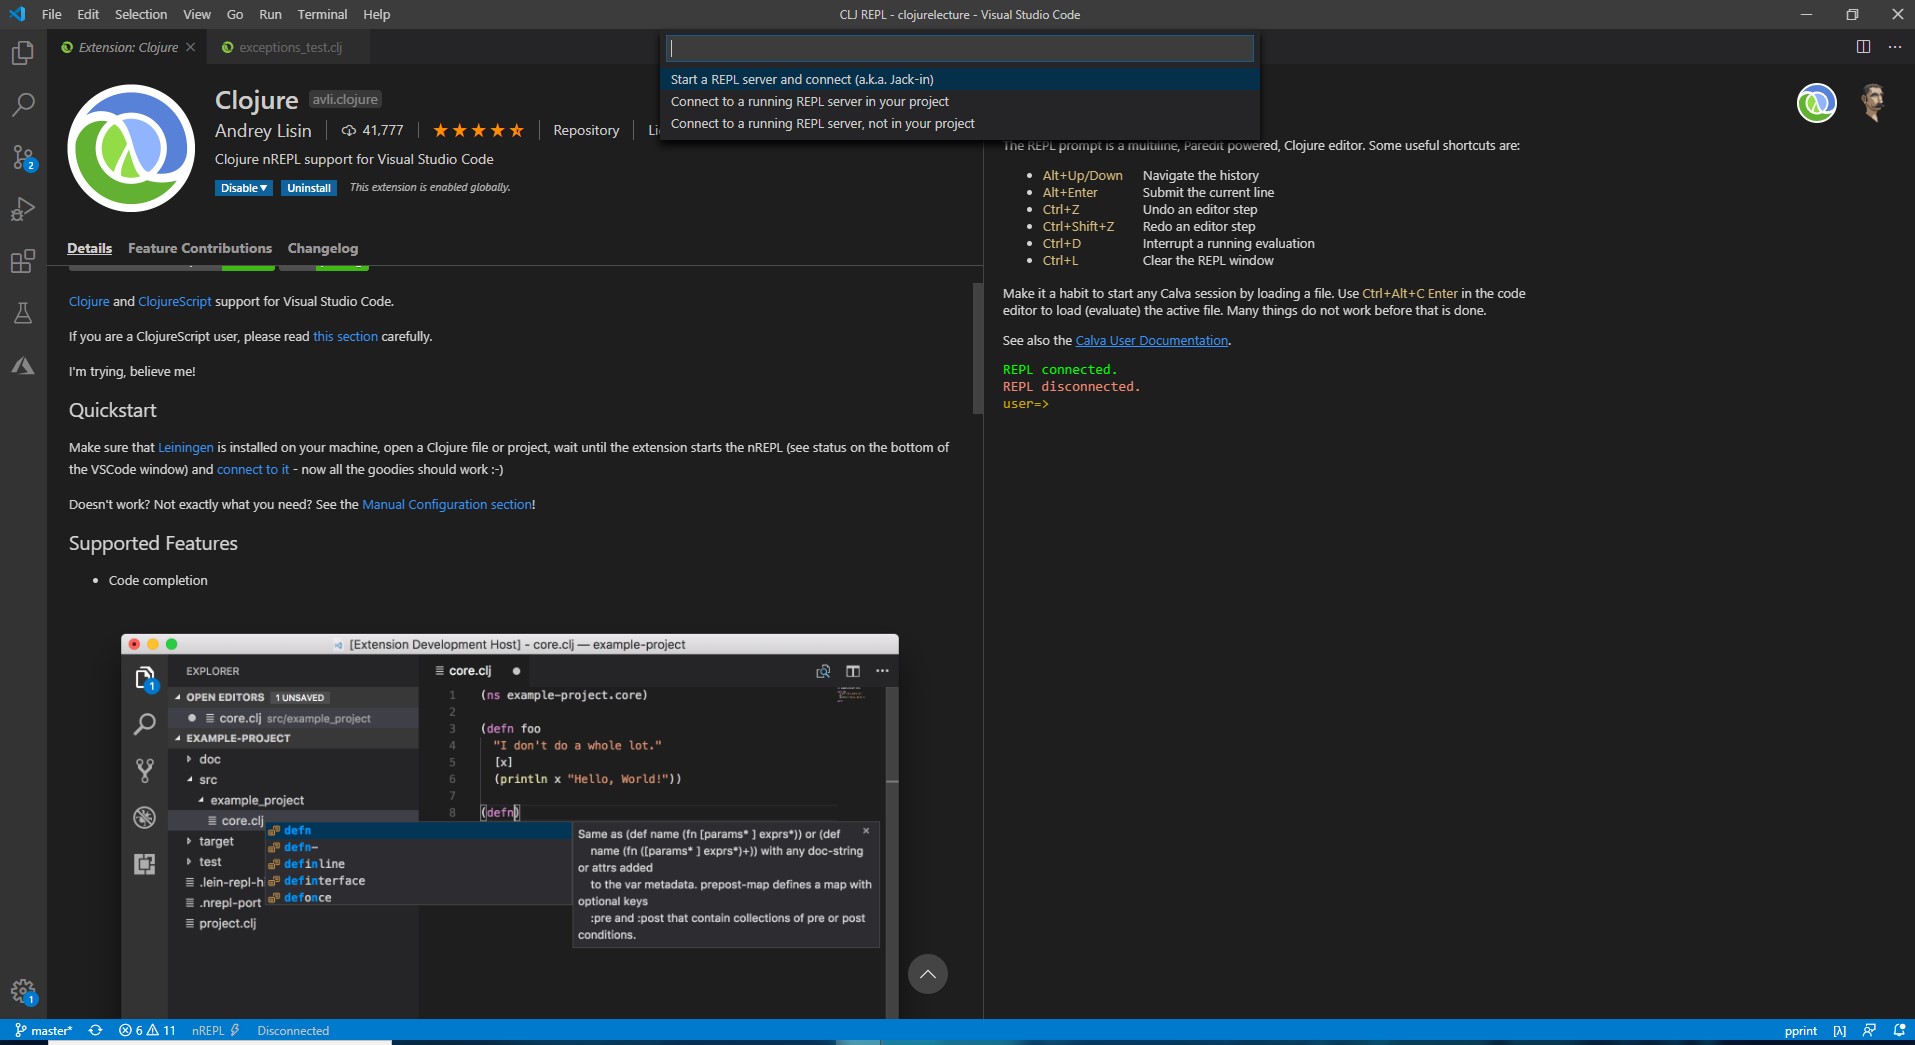 File Edit Selection View Go Run Terminal Help
CLJ REPL - clojurelecture - Visual Studio Code
Extension: Clojure
exceptions_test.clj
Start a REPL server and connect (a.k.a. Jack-in)
Connect to a running REPL server in your project
Connect to a running REPL server, not in your project
Clojure avli.clojure
Andrey Lisin 41,777 Repository Li
Clojure nREPL support for Visual Studio Code
Disable Uninstall This extension is enabled globally.
Details Feature Contributions Changelog
Clojure and ClojureScript support for Visual Studio Code.
If you are a ClojureScript user, please read this section carefully.
I'm trying, believe me!
Quickstart
Make sure that Leiningen is installed on your machine, open a Clojure file or project, wait until the extension starts the nREPL (see status on the bottom of
the VSCode window) and connect to it - now all the goodies should work :-)
Doesn't work? Not exactly what you need? See the Manual Configuration section!
Supported Features
• Code completion
[Extension Development Host] - core.clj — example-project
EXPLORER
OPEN EDITORS 1 UNSAVED
core.clj src/example_project
EXAMPLE-PROJECT
doc
src
example_project
core.clj
target
test
.lein-repl-hi
.nrepl-port
project.clj
1
core.clj
1 (ns example-project.core)
2
3 (defn foo
4 "I don't do a whole lot."
5 [x]
6 (println x "Hello, World!"))
7
8 (defn)
defn
defn-
definline
definterface
defonce
Same as (def name (fn [params* ] exprs*)) or (def
name (fn ([params* ] exprs*)+)) with any doc-string
or attrs added
to the var metadata. prepost-map defines a map with
optional keys
:pre and :post that contain collections of pre or post
conditions.
The REPL prompt is a multiline, Paredit powered, Clojure editor. Some useful shortcuts are:
• Alt+Up/Down Navigate the history
• Alt+Enter Submit the current line
• Ctrl+Z Undo an editor step
• Ctrl+Shift+Z Redo an editor step
• Ctrl+D Interrupt a running evaluation
• Ctrl+L Clear the REPL window
Make it a habit to start any Calva session by loading a file. Use Ctrl+Alt+C Enter in the code
editor to load (evaluate) the active file. Many things do not work before that is done.
See also the Calva User Documentation.
REPL connected.
REPL disconnected.
user=>
2
1
master* 6 11 nREPL Disconnected
pprint [λ]